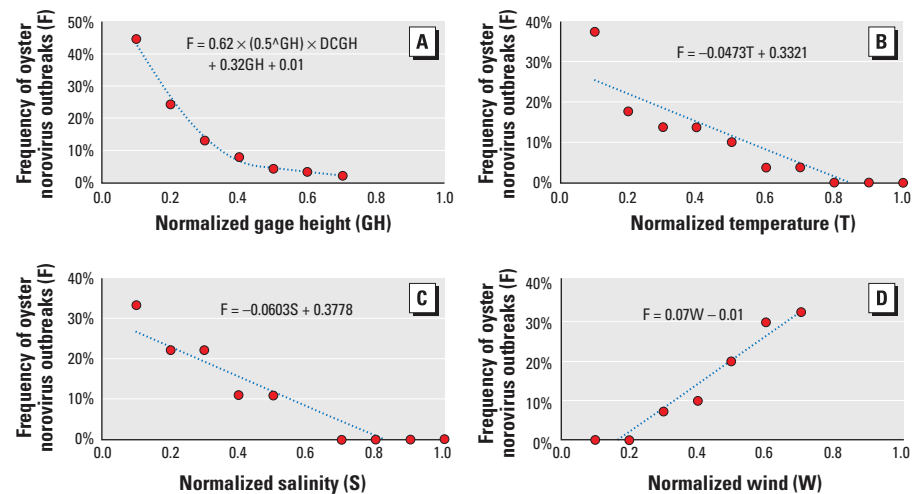 Frequency of oyster
norovirus outbreaks (F)
50%
40%
30%
20%
10%
0%
A
F = 0.62 × (0.5^GH) × DCGH
+ 0.32GH + 0.01
0.0 0.2 0.4 0.6 0.8 1.0
Normalized gage height (GH)
Frequency of oyster
norovirus outbreaks (F)
40%
30%
20%
10%
0%
B
F = −0.0473T + 0.3321
0.0 0.2 0.4 0.6 0.8 1.0
Normalized temperature (T)
Frequency of oyster
norovirus outbreaks (F)
40%
30%
20%
10%
0%
C
F = −0.0603S + 0.3778
0.0 0.2 0.4 0.6 0.8 1.0
Normalized salinity (S)
Frequency of oyster
norovirus outbreaks (F)
40%
30%
20%
10%
0%
D
F = 0.07W – 0.01
0.0 0.2 0.4 0.6 0.8 1.0
Normalized wind (W)